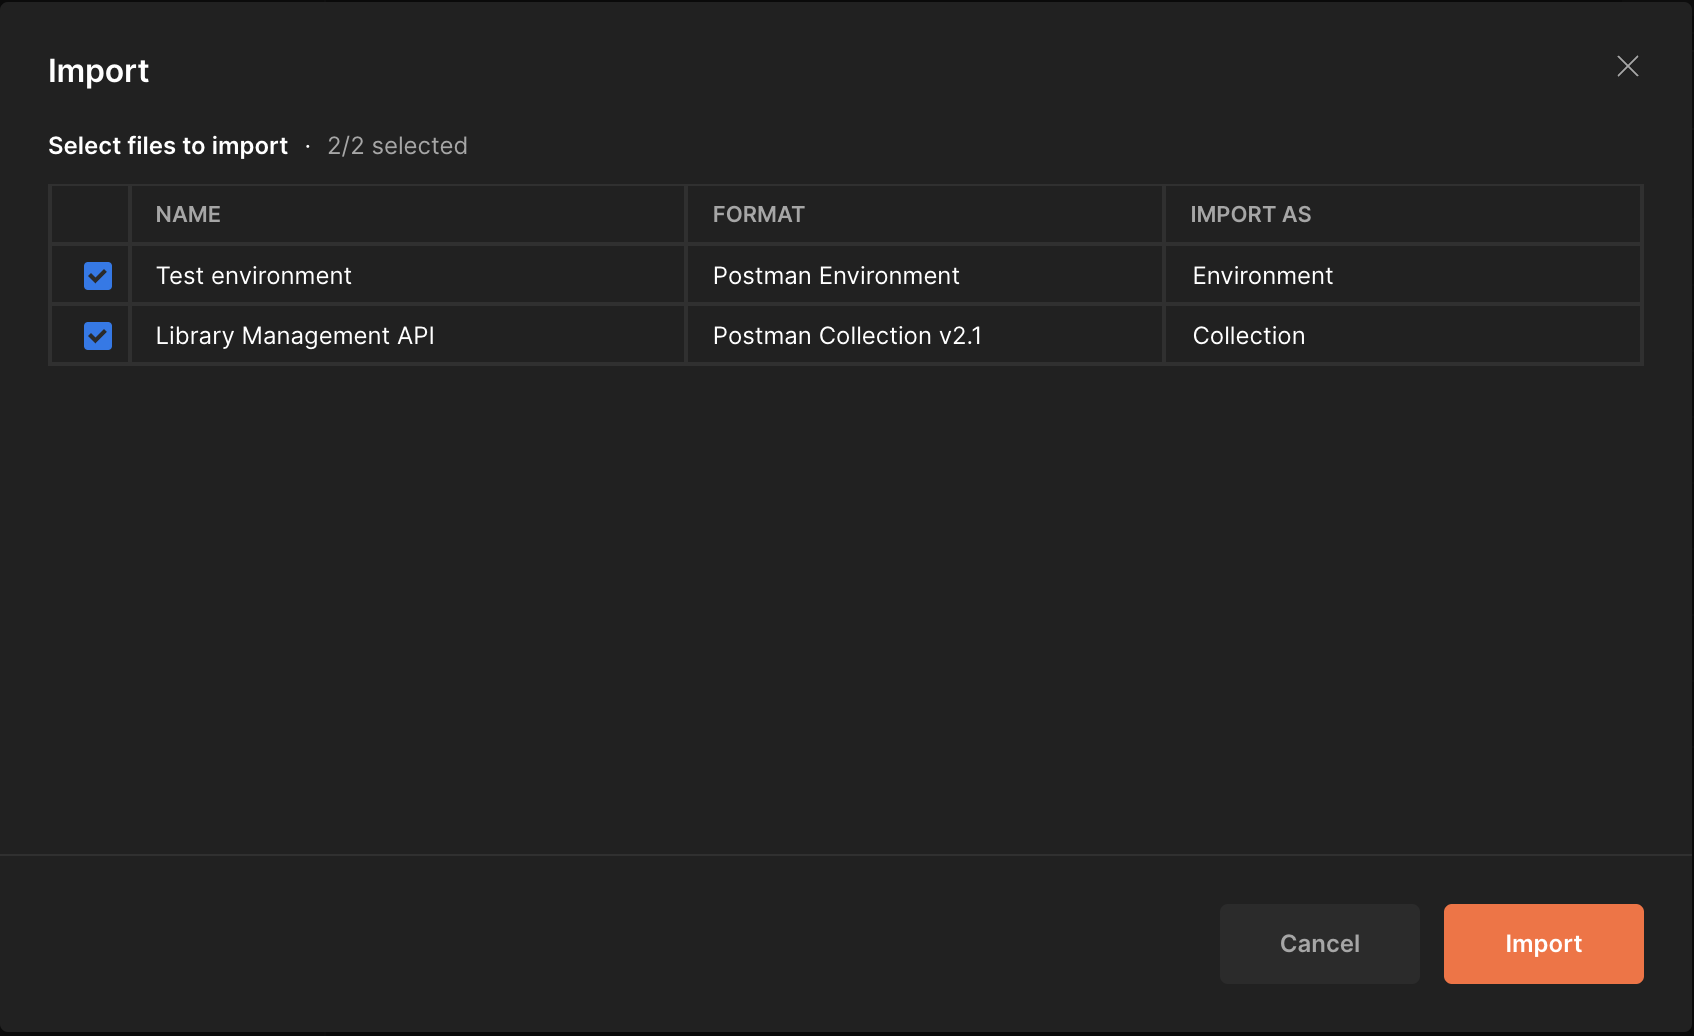 Import
Select files to import · 2/2 selected
NAME FORMAT IMPORT AS
Test environment Postman Environment Environment
Library Management API Postman Collection v2.1 Collection
Cancel Import